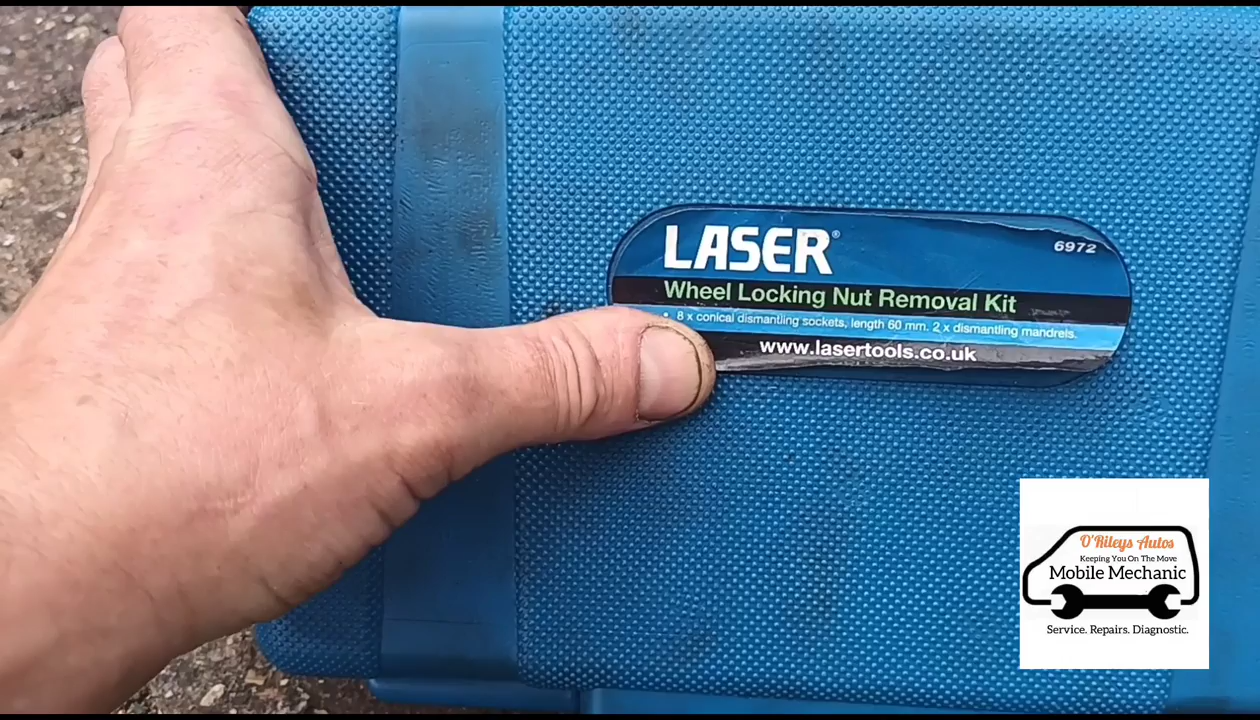 LASER®
6972
Wheel Locking Nut Removal Kit
• 8 x conical dismantling sockets, length 60 mm. 2 x dismantling mandrels.
www.lasertools.co.uk
O'Rileys Autos
Keeping You On The Move
Mobile Mechanic
Service. Repairs. Diagnostic.